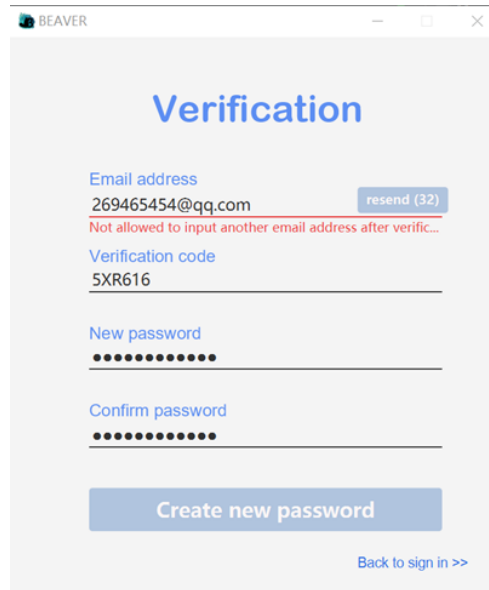 BEAVER
Verification
Email address
269465454@qq.com
resend (32)
Not allowed to input another email address after verific...
Verification code
5XR616
New password
●●●●●●●●●●●●
Confirm password
●●●●●●●●●●●●
Create new password
Back to sign in >>